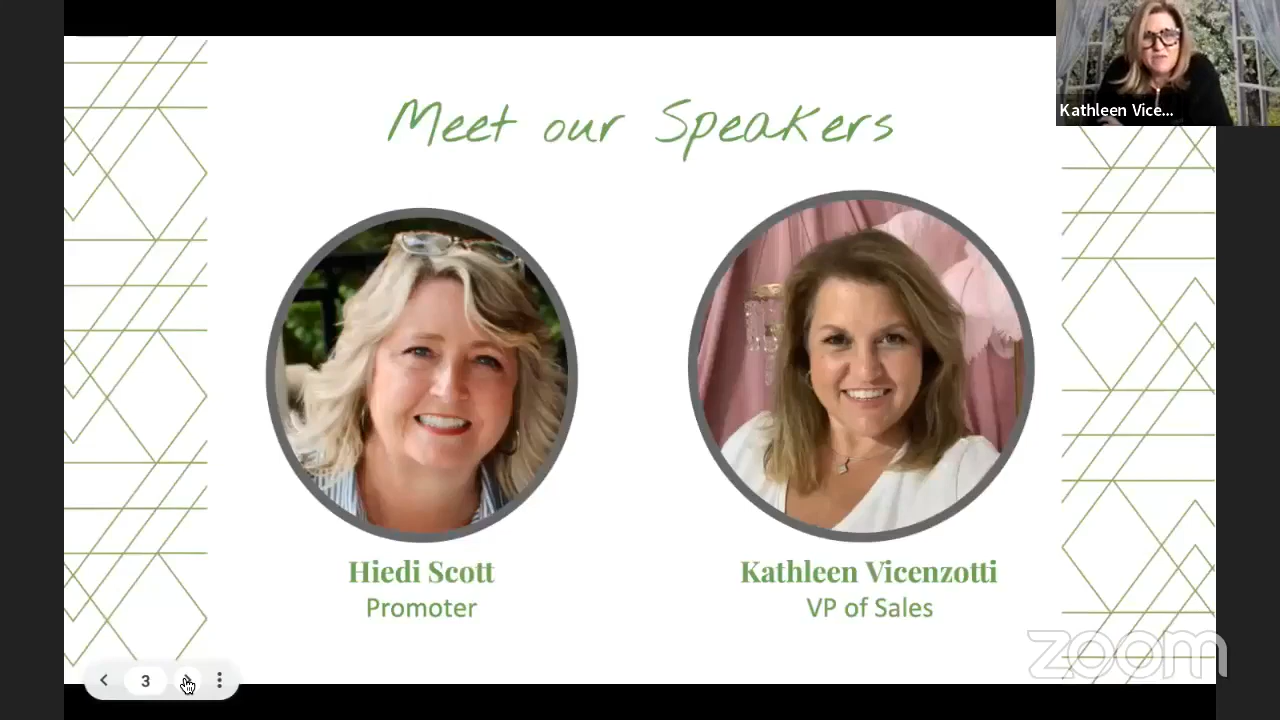 Meet our Speakers
Kathleen Vice...
Hiedi Scott
Promoter
Kathleen Vicenzotti
VP of Sales
zoom
3